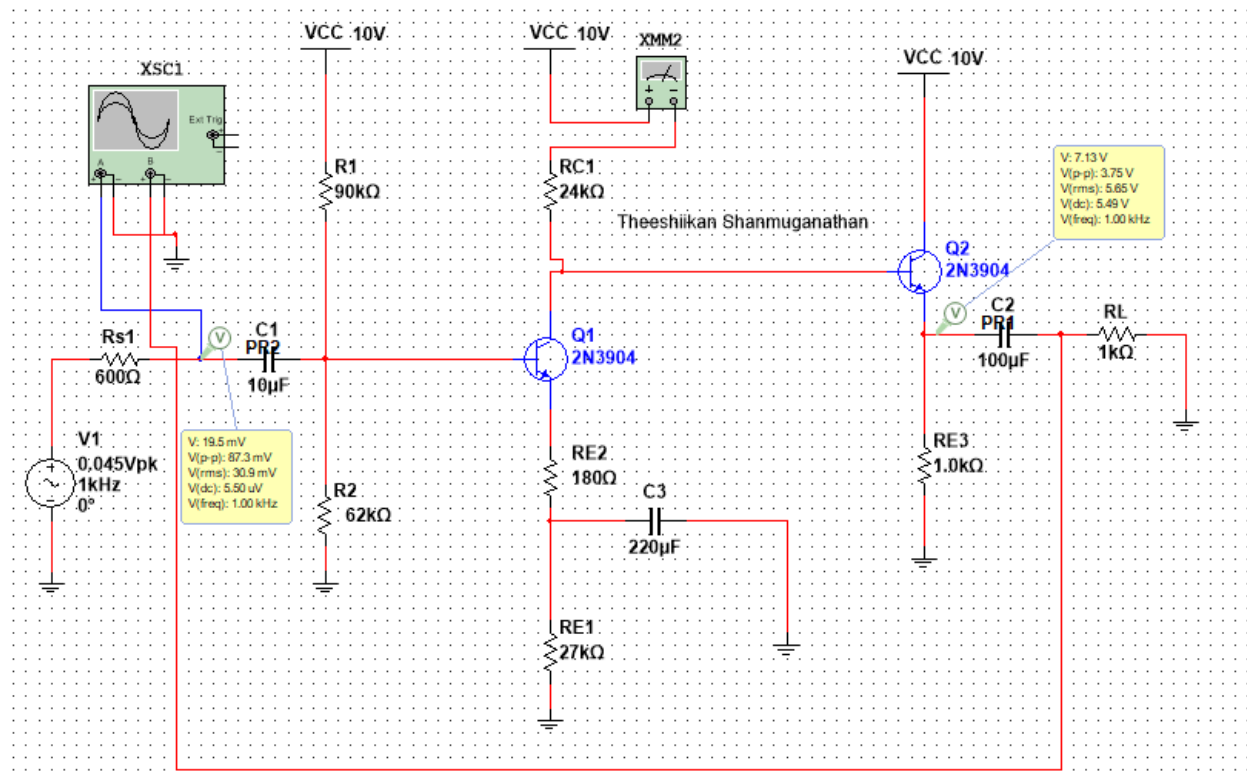 VCC 10V
VCC 10V
XMM2
VCC 10V
XSC1
Ext Trig
+
−
A
B
+ − + −
+ −
R1
90kΩ
RC1
24kΩ
Theeshiikan Shanmuganathan
V: 7.13 V
V(p-p): 3.75 V
V(rms): 5.65 V
V(dc): 5.49 V
V(freq): 1.00 kHz
Q2
2N3904
V
C2
PR1
100µF
RL
1kΩ
Rs1
600Ω
V
C1
PR2
10µF
Q1
2N3904
V1
0.045Vpk
1kHz
0°
V: 19.5 mV
V(p-p): 87.3 mV
V(rms): 30.9 mV
V(dc): 5.50 uV
V(freq): 1.00 kHz
R2
62kΩ
RE2
180Ω
C3
220µF
RE3
1.0kΩ
RE1
27kΩ